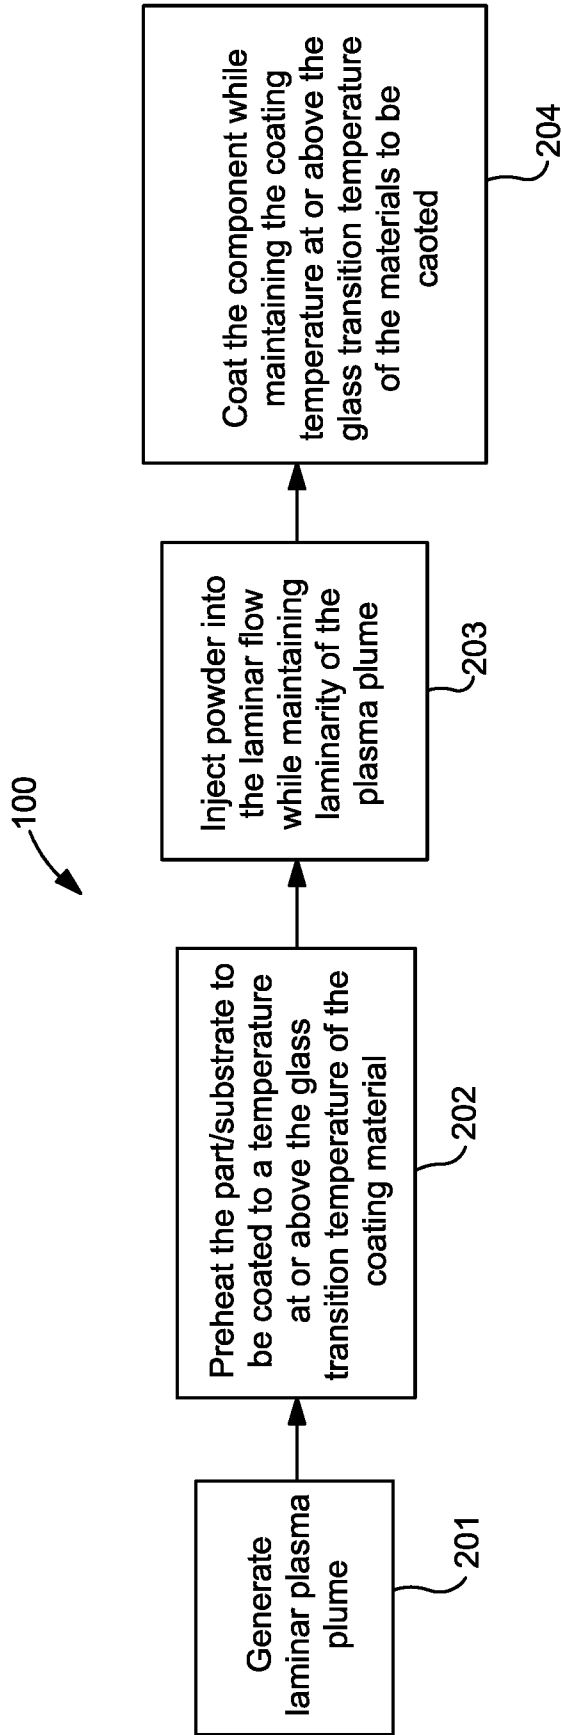 100
Generate
laminar plasma
plume
201
Preheat the part/substrate to
be coated to a temperature
at or above the glass
transition temperature of the
coating material
202
Inject powder into
the laminar flow
while maintaining
laminarity of the
plasma plume
203
Coat the component while
maintaining the coating
temperature at or above the
glass transition temperature
of the materials to be
caoted
204